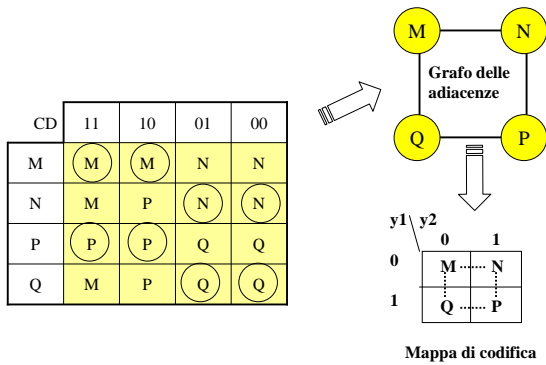 CD 11 10 01 00
M M M N N
N M P N N
P P P Q Q
Q M P Q Q
M N
Grafo delle
adiacenze
Q P
y1 \ y2
0 1
0 M N
1 Q P
Mappa di codifica